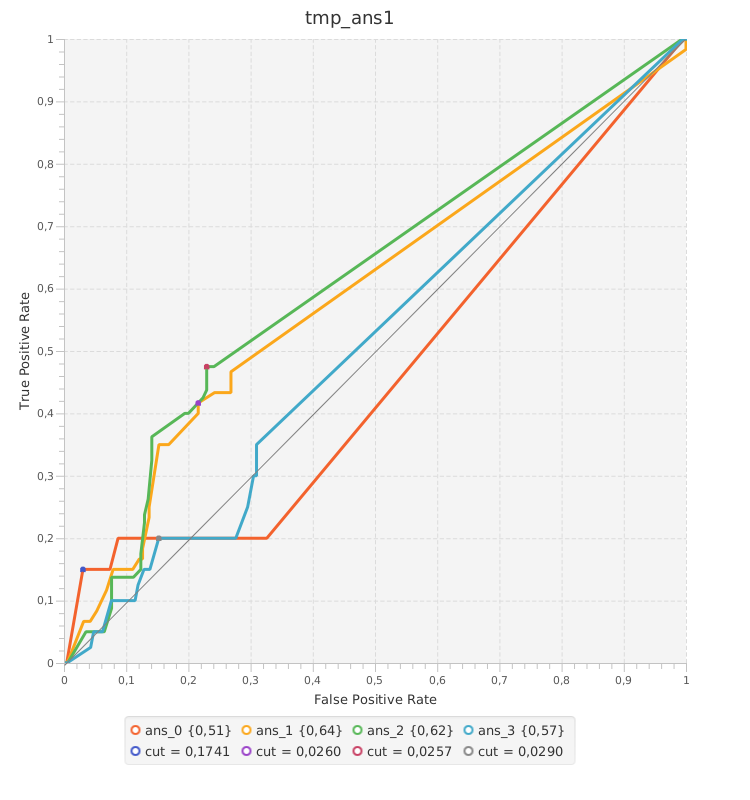 tmp_ans1
1
0,9
0,8
0,7
0,6
0,5
0,4
0,3
0,2
0,1
0
True Positive Rate
0 0,1 0,2 0,3 0,4 0,5 0,6 0,7 0,8 0,9 1
False Positive Rate
ans_0 {0,51} ans_1 {0,64} ans_2 {0,62} ans_3 {0,57}
cut = 0,1741 cut = 0,0260 cut = 0,0257 cut = 0,0290